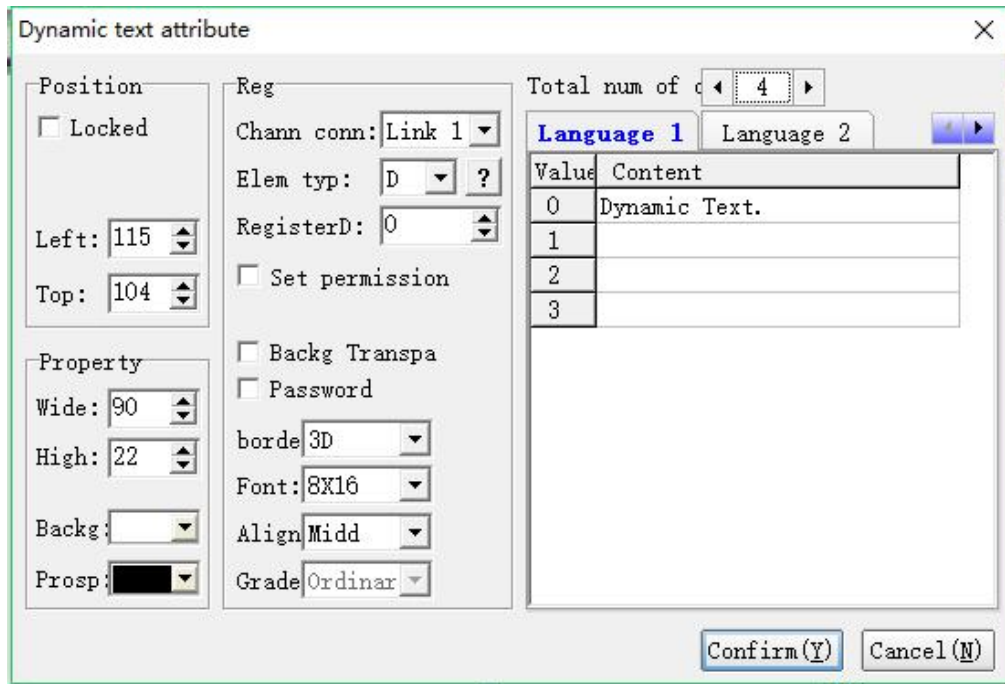 Dynamic text attribute
Position
Locked
Left: 115
Top: 104
Property
Wide: 90
High: 22
Backg:
Prosp:
Reg
Chann conn: Link 1
Elem typ: D ?
RegisterD: 0
Set permission
Backg Transpa
Password
borde 3D
Font: 8X16
Align Midd
Grade Ordinar
Total num of 4
Language 1 Language 2
Value Content
0 Dynamic Text.
1
2
3
Confirm(Y) Cancel(N)